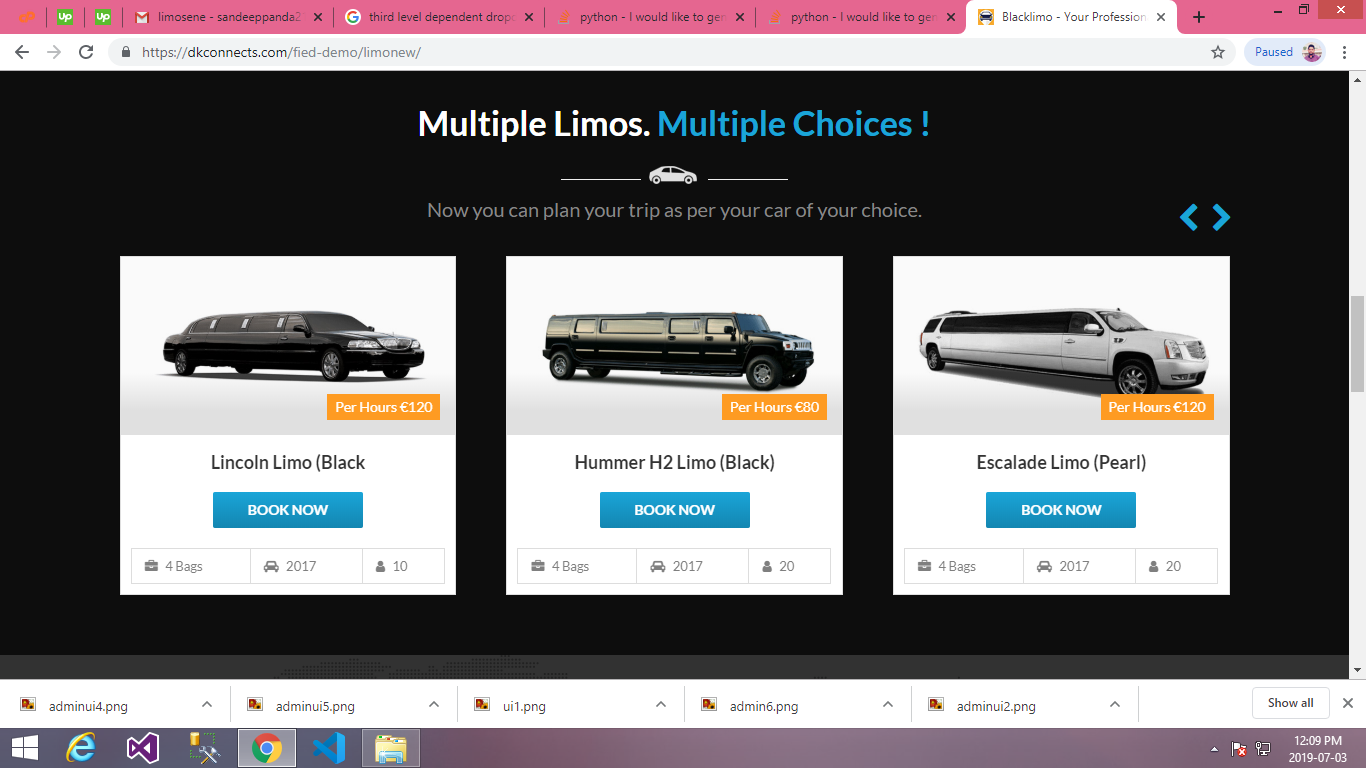 limosene - sandeeppanda2
third level dependent dropd
python - I would like to gen
python - I would like to gen
Blacklimo - Your Profession
https://dkconnects.com/fied-demo/limonew/
Paused
Multiple Limos. Multiple Choices !
Now you can plan your trip as per your car of your choice.
Per Hours €120
Per Hours €80
Per Hours €120
Lincoln Limo (Black
Hummer H2 Limo (Black)
Escalade Limo (Pearl)
BOOK NOW
BOOK NOW
BOOK NOW
4 Bags 2017 10
4 Bags 2017 20
4 Bags 2017 20
adminui4.png
adminui5.png
ui1.png
admin6.png
adminui2.png
Show all
12:09 PM
2019-07-03